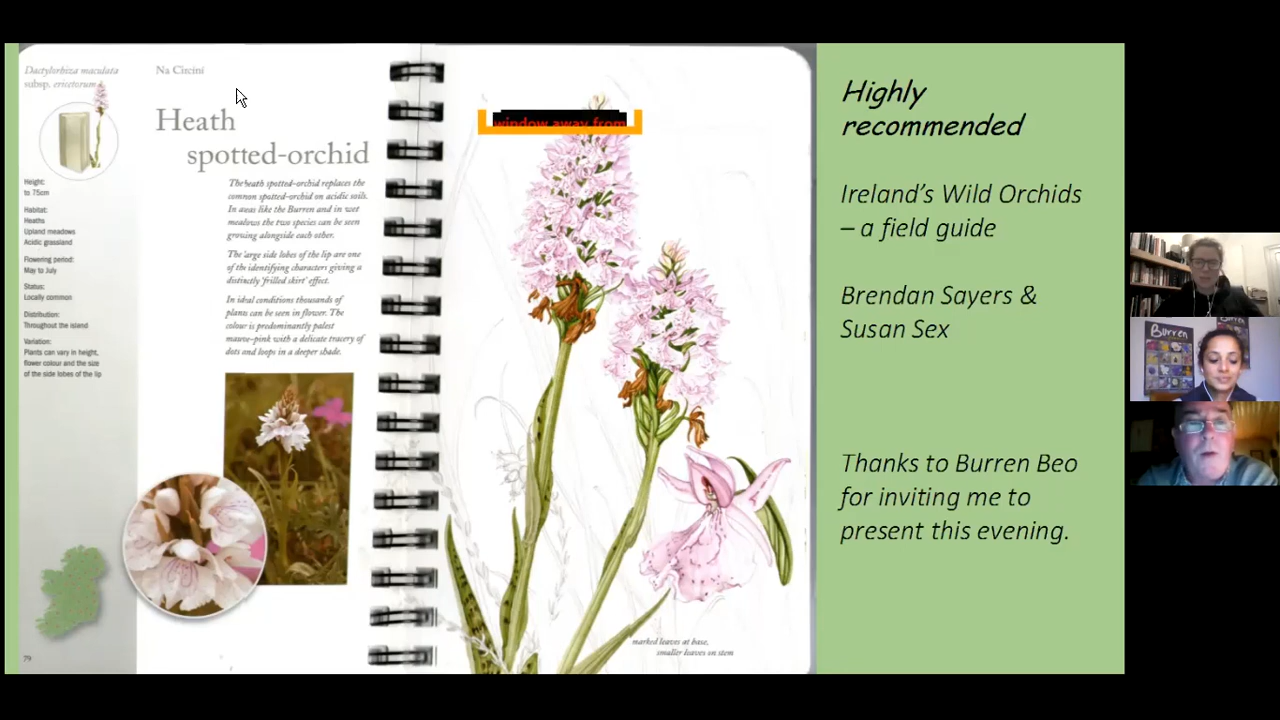 Dactylorhiza maculata
subsp. ericetorum
Na Circíní
Heath
spotted-orchid
Height:
to 75cm
Habitat:
Heaths
Upland meadows
Acidic grassland
Flowering period:
May to July
Status:
Locally common
Distribution:
Throughout the island
Variation:
Plants can vary in height,
flower colour and the size
of the side lobes of the lip
The heath spotted-orchid replaces the
common spotted-orchid on acidic soils.
In areas like the Burren and in wet
meadows the two species can be seen
growing alongside each other.
The large side lobes of the lip are one
of the identifying characters giving a
distinctly 'frilled skirt' effect.
In ideal conditions thousands of
plants can be seen in flower. The
colour is predominantly palest
mauve-pink with a delicate tracery of
dots and loops in a deeper shade.
79
window away from
marked leaves at base,
smaller leaves on stem
Highly
recommended
Ireland's Wild Orchids
– a field guide
Brendan Sayers &
Susan Sex
Thanks to Burren Beo
for inviting me to
present this evening.
Burren